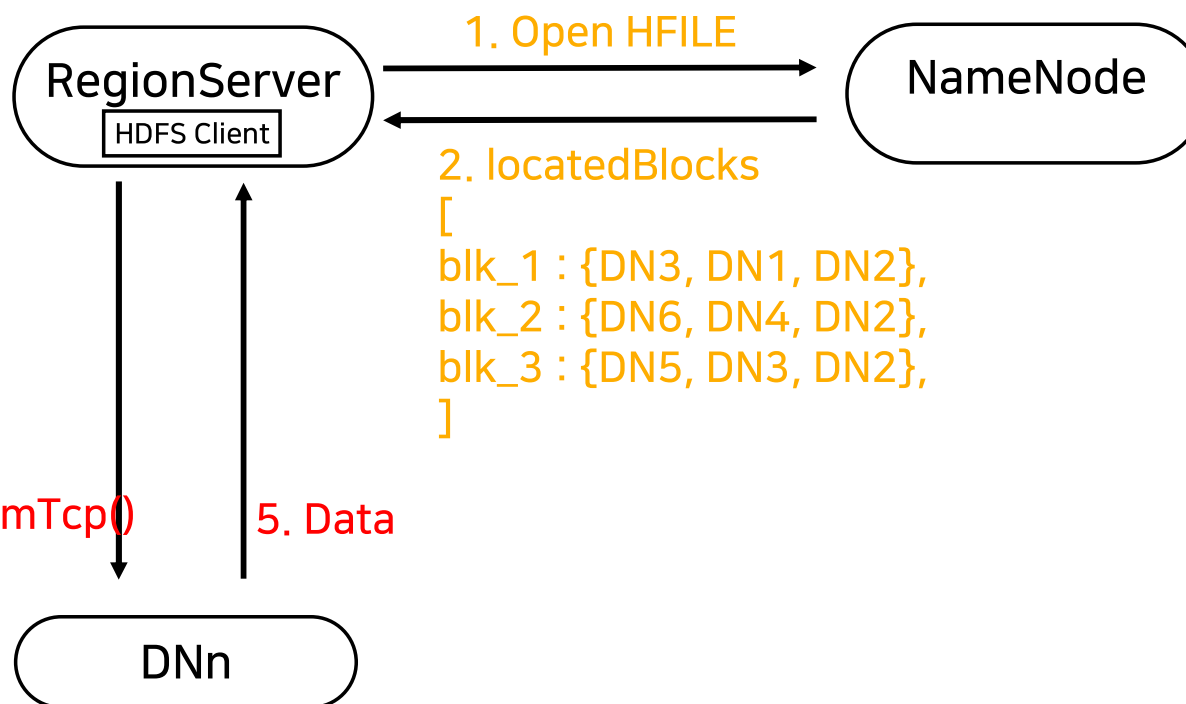 1. Open HFILE
RegionServer
HDFS Client
NameNode
2. locatedBlocks
[
blk_1 : {DN3, DN1, DN2},
blk_2 : {DN6, DN4, DN2},
blk_3 : {DN5, DN3, DN2},
]
mTcp()
5. Data
DNn